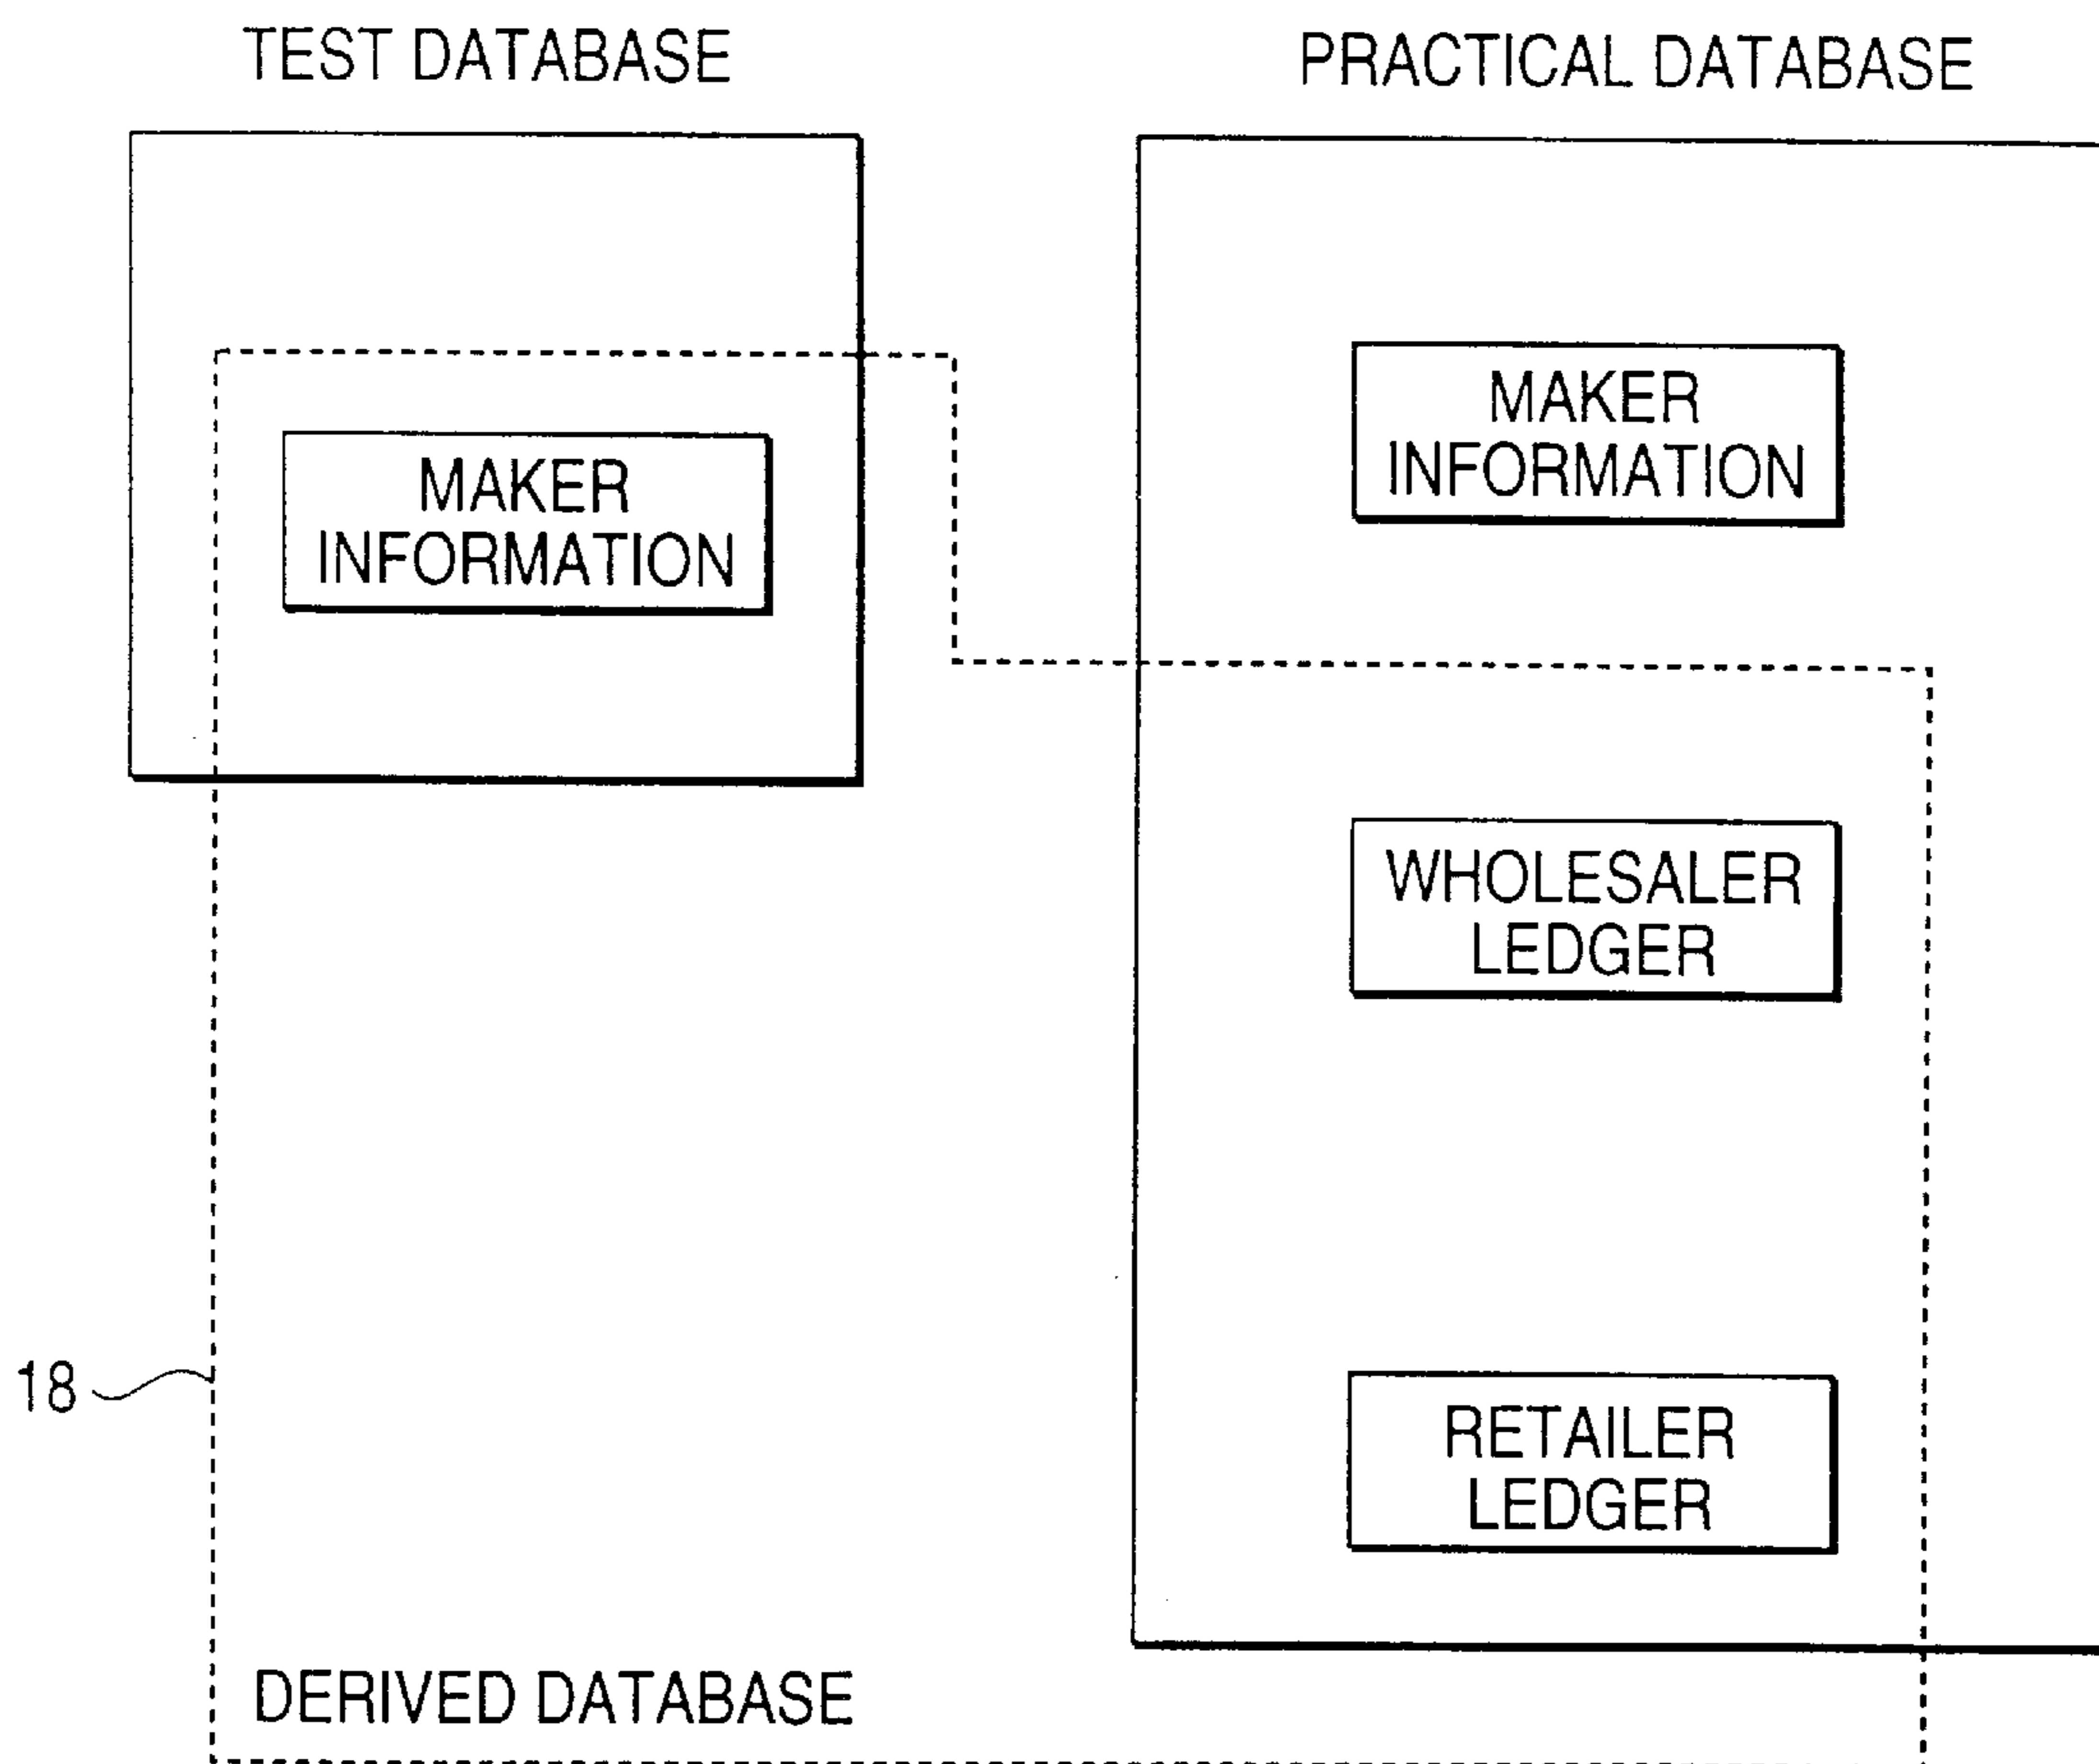 TEST DATABASE
PRACTICAL DATABASE
MAKER
INFORMATION
MAKER
INFORMATION
WHOLESALER
LEDGER
18
RETAILER
LEDGER
DERIVED DATABASE